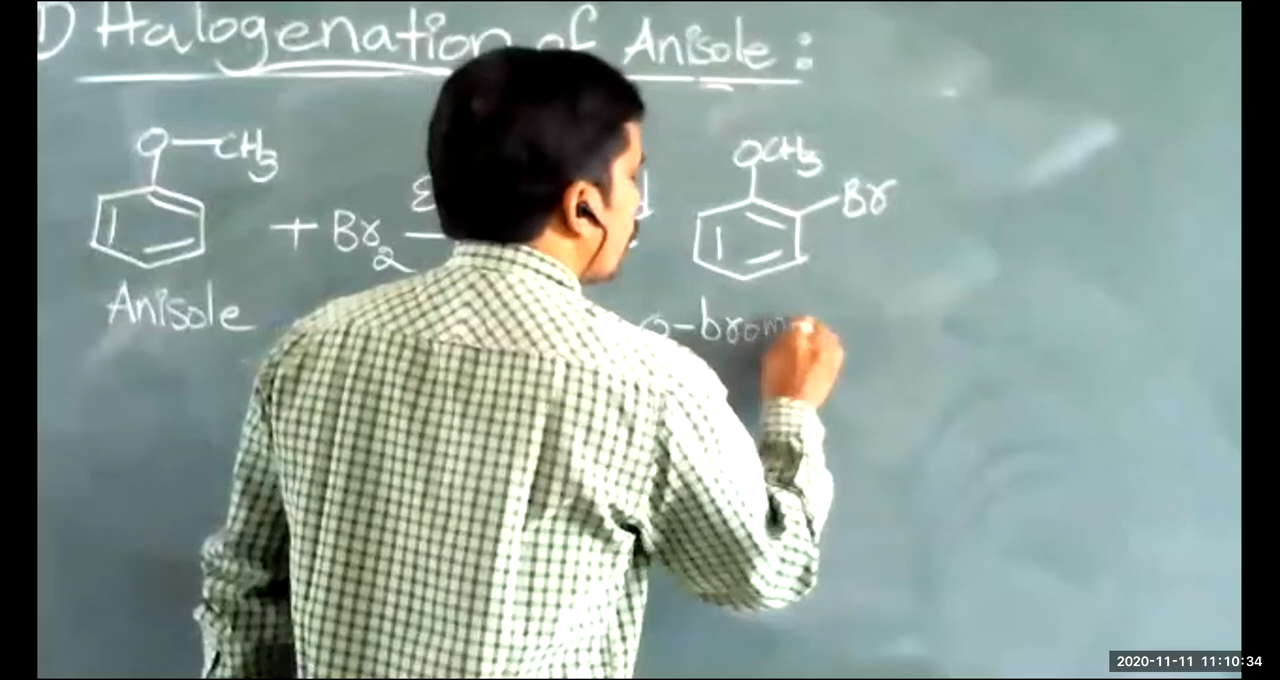 Halogenation of Anisole :
O-CH3 OCH3
+ Br2 Br
Anisole o-brom
2020-11-11 11:10:34